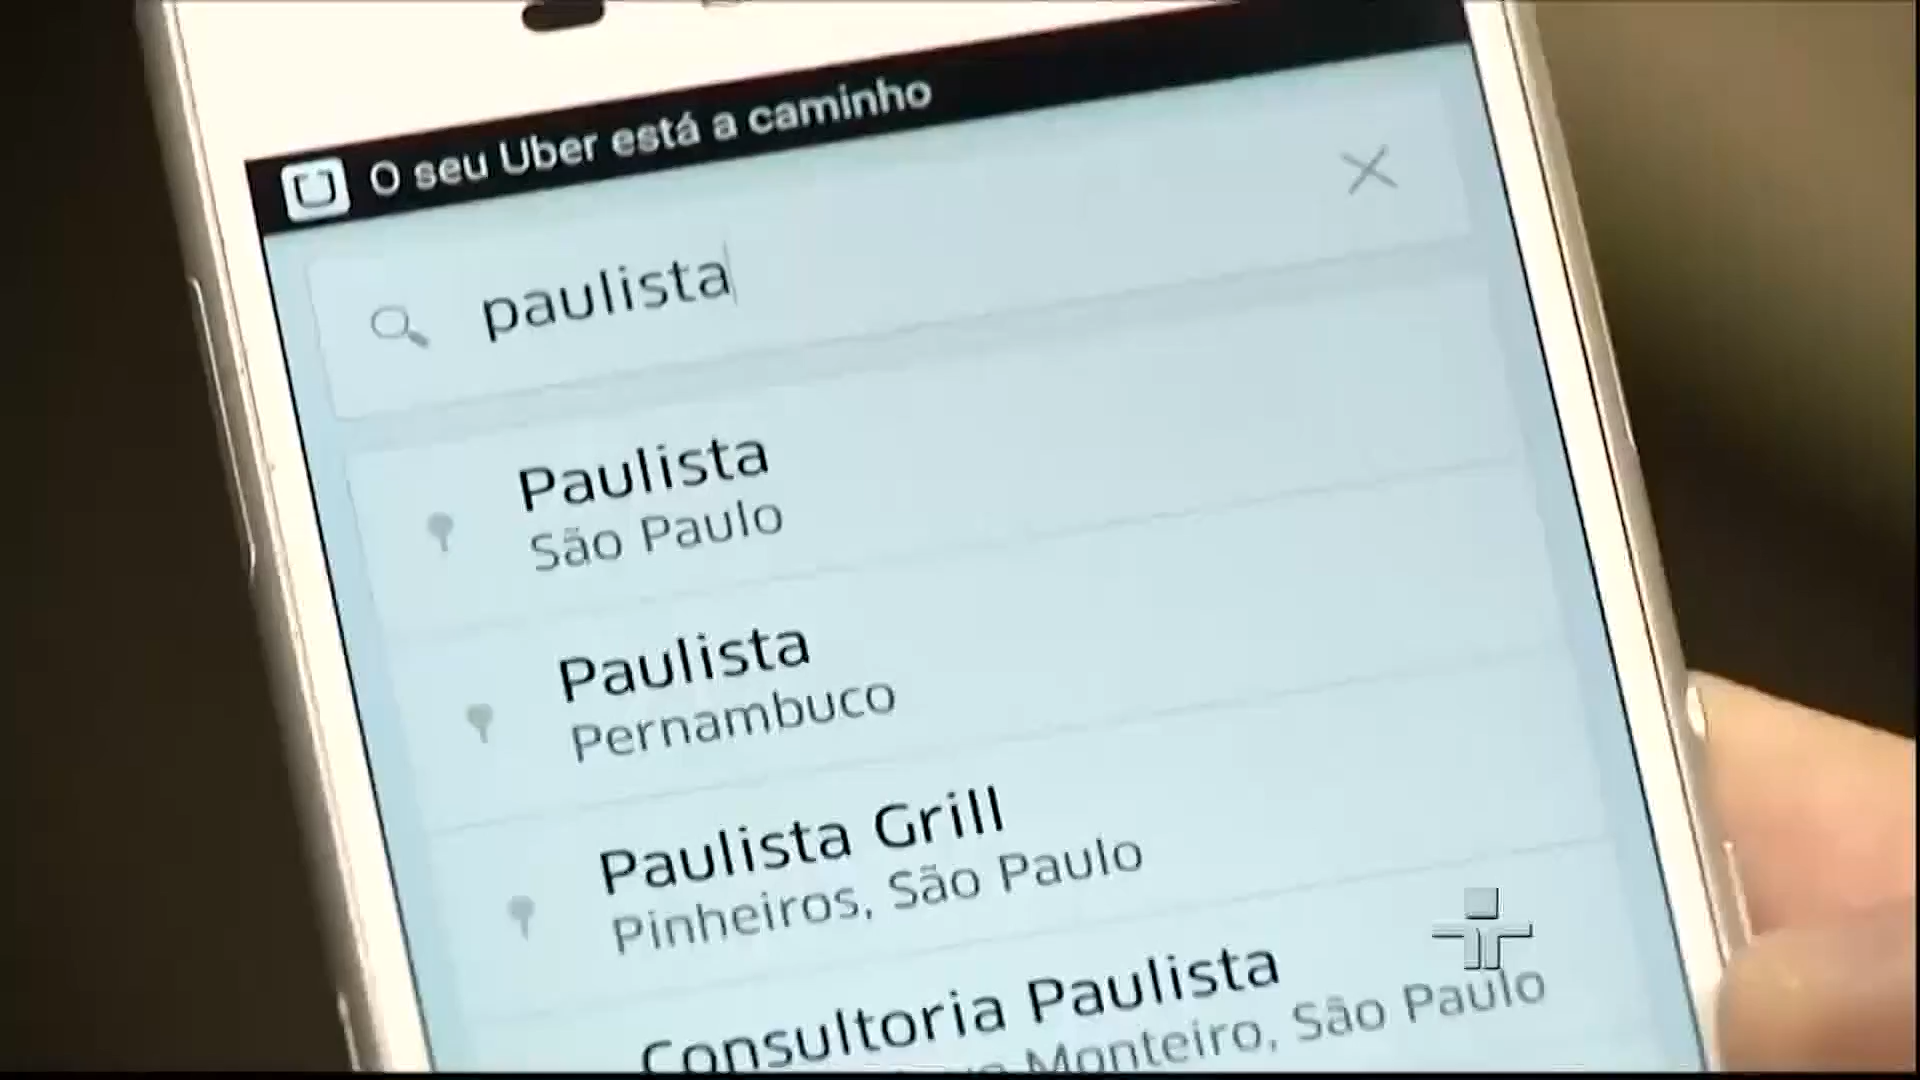 O seu Uber está a caminho
paulista
Paulista
São Paulo
Paulista
Pernambuco
Paulista Grill
Pinheiros, São Paulo
Consultoria Paulista
Monteiro, São Paulo